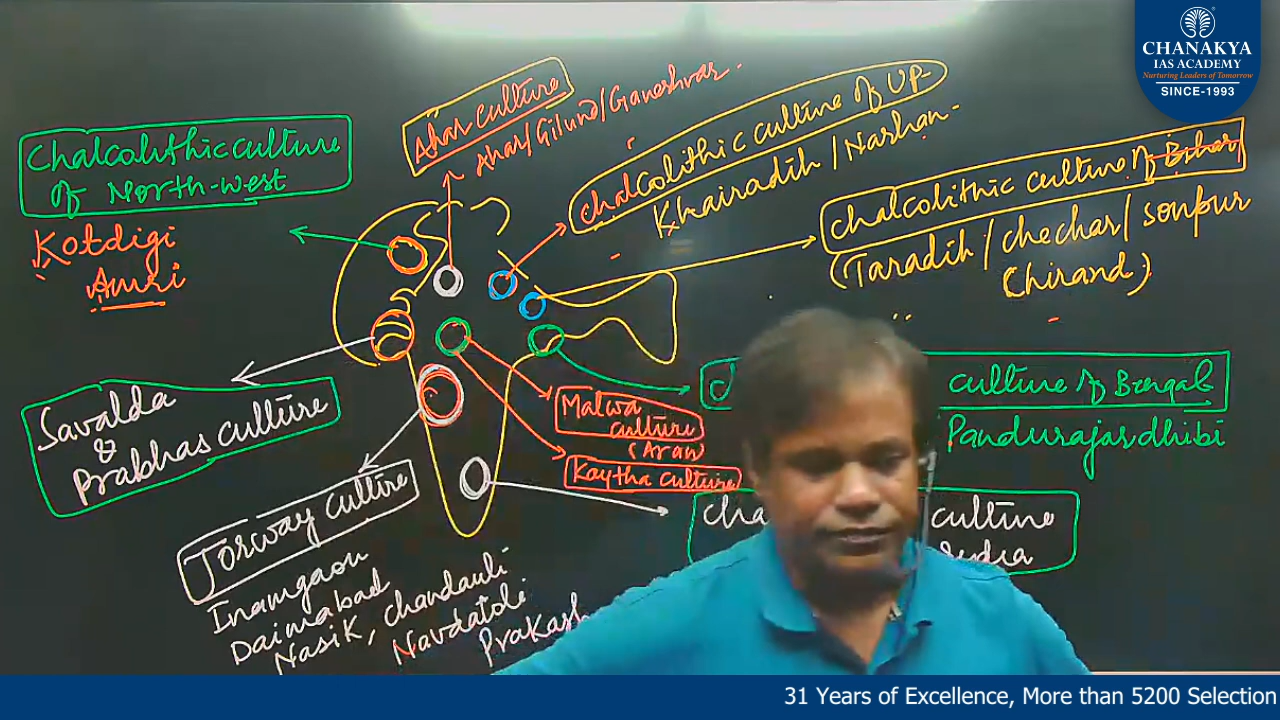 CHANAKYA
IAS ACADEMY
Nurturing Leaders of Tomorrow
SINCE-1993
Ahar culture
Ahar/Gilund/Ganeshvar.
Chalcolithic culture
of North-west
Kotdigi
Amri
chalcolithic culture of UP
Khairadih / Narhan
chalcolithic culture of Bihar
(Taradih / chechar / sonpur
Chirand)
Savalda
&
Prabhas culture
culture of Bengal
Pandurajardhibi
Malwa
culture
(Aran)
Kaytha culture
Jorway culture
Inamgaon
Daimabad
Nasik, Chandauli
Navdatoli
Prakash
cha culture
31 Years of Excellence, More than 5200 Selection